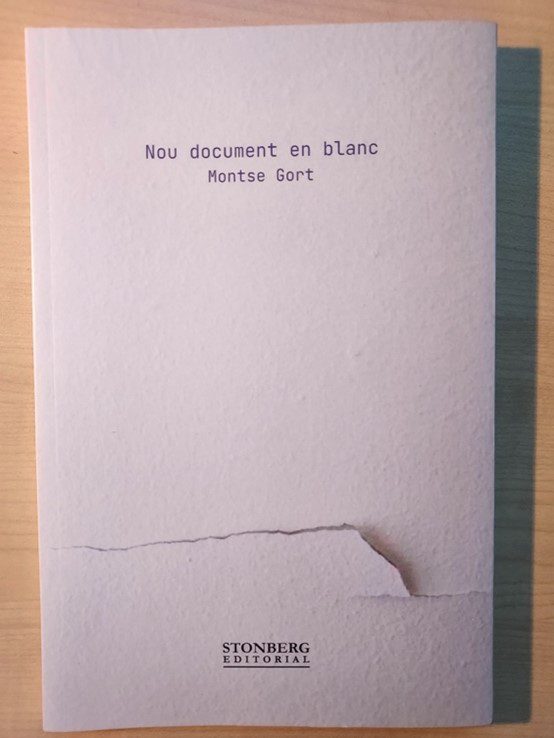 Nou document en blanc
Montse Gort
STONBERG
EDITORIAL